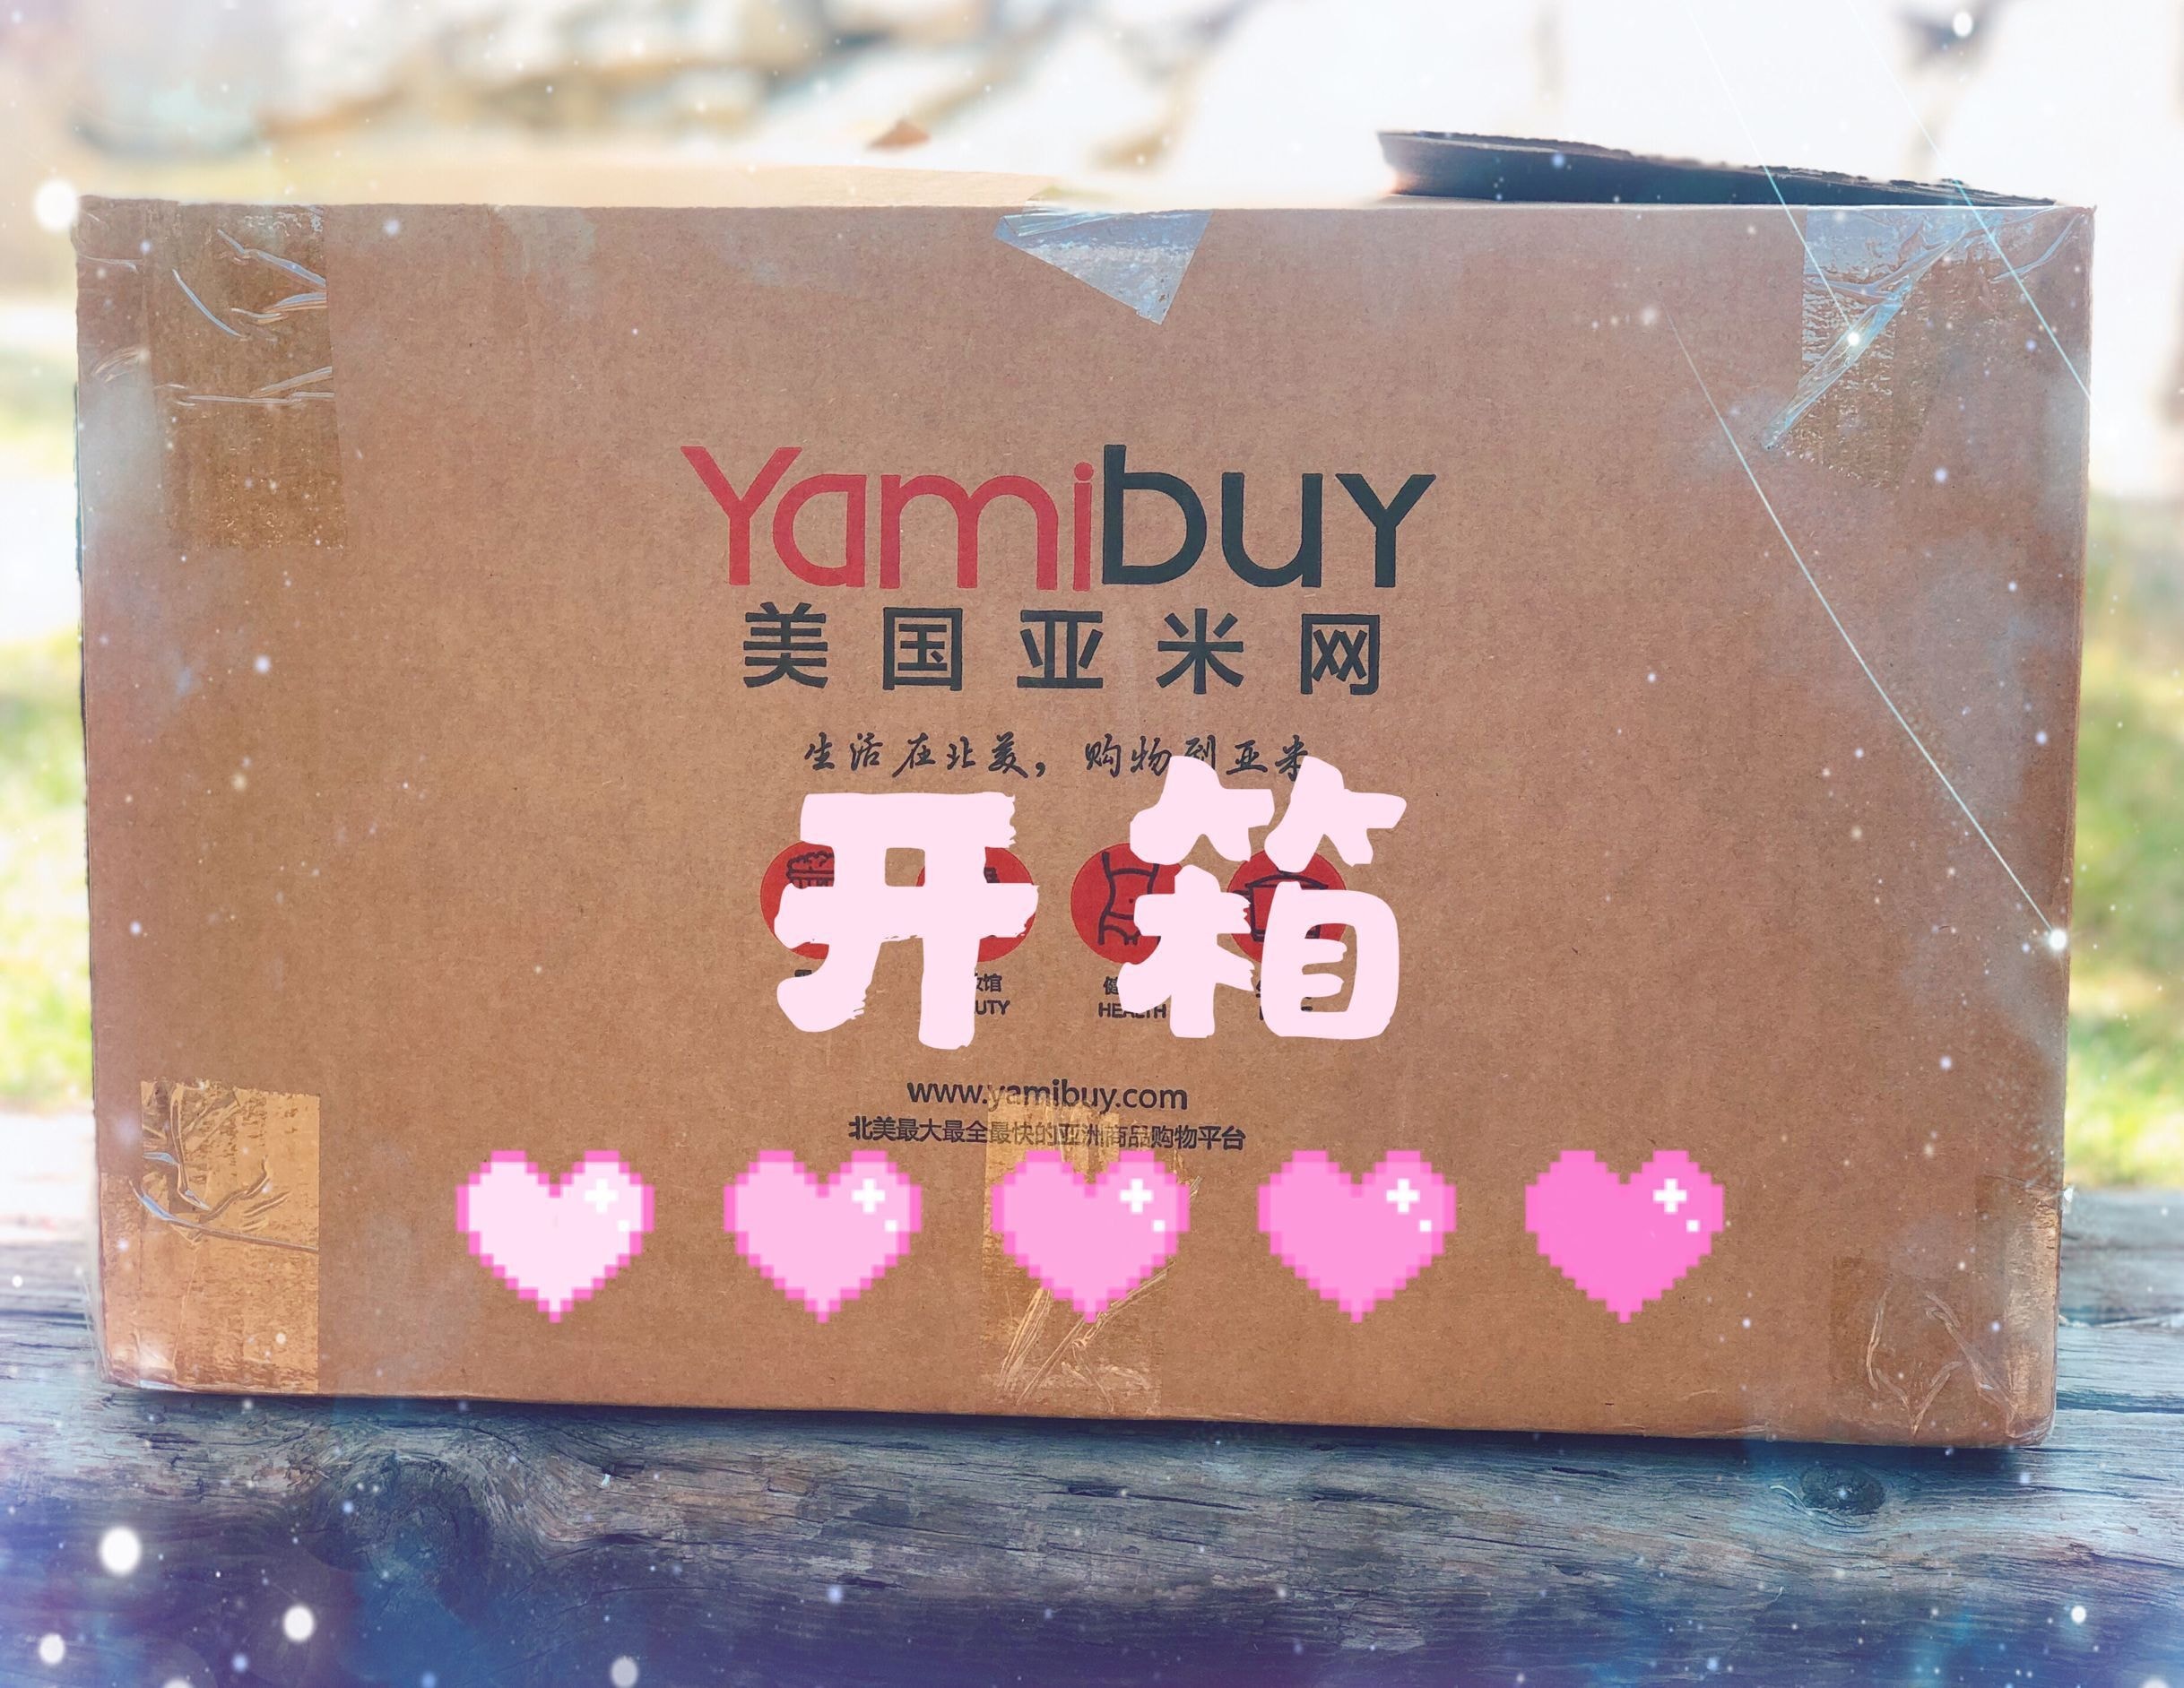 Yamibuy
美国亚米网
生活在北美，购物到亚米
开箱
HEALTH
www.yamibuy.com
北美最大最全最快的亚洲商品购物平台